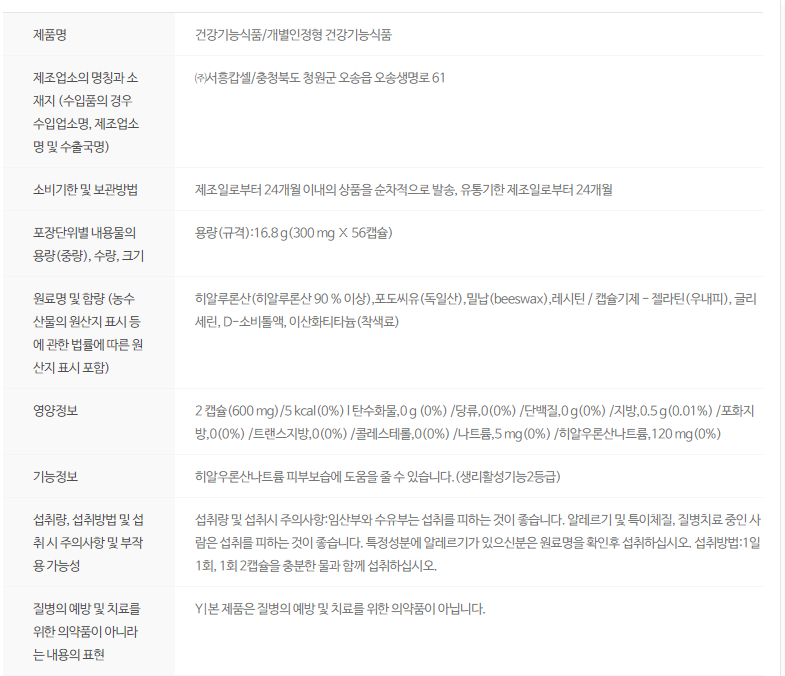 제품명
건강기능식품/개별인정형 건강기능식품
제조업소의 명칭과 소
재지 (수입품의 경우
수입업소명, 제조업소
명 및 수출국명)
㈜서흥캅셀/충청북도 청원군 오송읍 오송생명로 61
소비기한 및 보관방법
제조일로부터 24개월 이내의 상품을 순차적으로 발송, 유통기한 제조일로부터 24개월
포장단위별 내용물의
용량(중량), 수량, 크기
용량(규격):16.8 g(300 mg X 56캡슐)
원료명 및 함량 (농수
산물의 원산지 표시 등
에 관한 법률에 따른 원
산지 표시 포함)
히알루론산(히알루론산 90 % 이상),포도씨유(독일산),밀납(beeswax),레시틴 / 캡슐기제 - 젤라틴(우내피), 글리
세린, D-소비톨액, 이산화티타늄(착색료)
영양정보
2 캡슐(600 mg)/5 kcal(0%) l 탄수화물,0 g (0%) /당류,0(0%) /단백질,0 g(0%) /지방,0.5 g(0.01%) /포화지
방,0(0%) /트랜스지방,0(0%) /콜레스테롤,0(0%) /나트륨,5 mg(0%) /히알우론산나트륨,120 mg(0%)
기능정보
히알우론산나트륨 피부보습에 도움을 줄 수 있습니다.(생리활성기능2등급)
섭취량, 섭취방법 및 섭
취 시 주의사항 및 부작
용 가능성
섭취량 및 섭취시 주의사항:임산부와 수유부는 섭취를 피하는 것이 좋습니다. 알레르기 및 특이체질, 질병치료 중인 사
람은 섭취를 피하는 것이 좋습니다. 특정성분에 알레르기가 있으신분은 원료명을 확인후 섭취하십시오. 섭취방법:1일
1회, 1회 2캡슐을 충분한 물과 함께 섭취하십시오.
질병의 예방 및 치료를
위한 의약품이 아니라
는 내용의 표현
Y|본 제품은 질병의 예방 및 치료를 위한 의약품이 아닙니다.